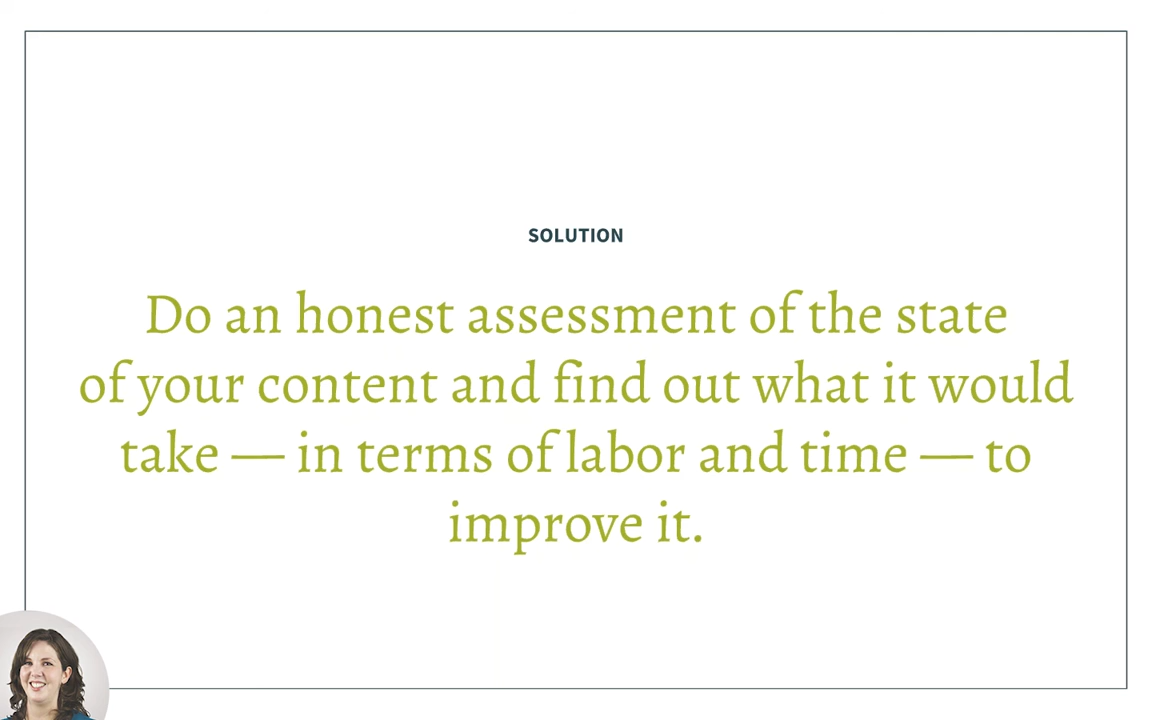 SOLUTION
Do an honest assessment of the state
of your content and find out what it would
take — in terms of labor and time — to
improve it.